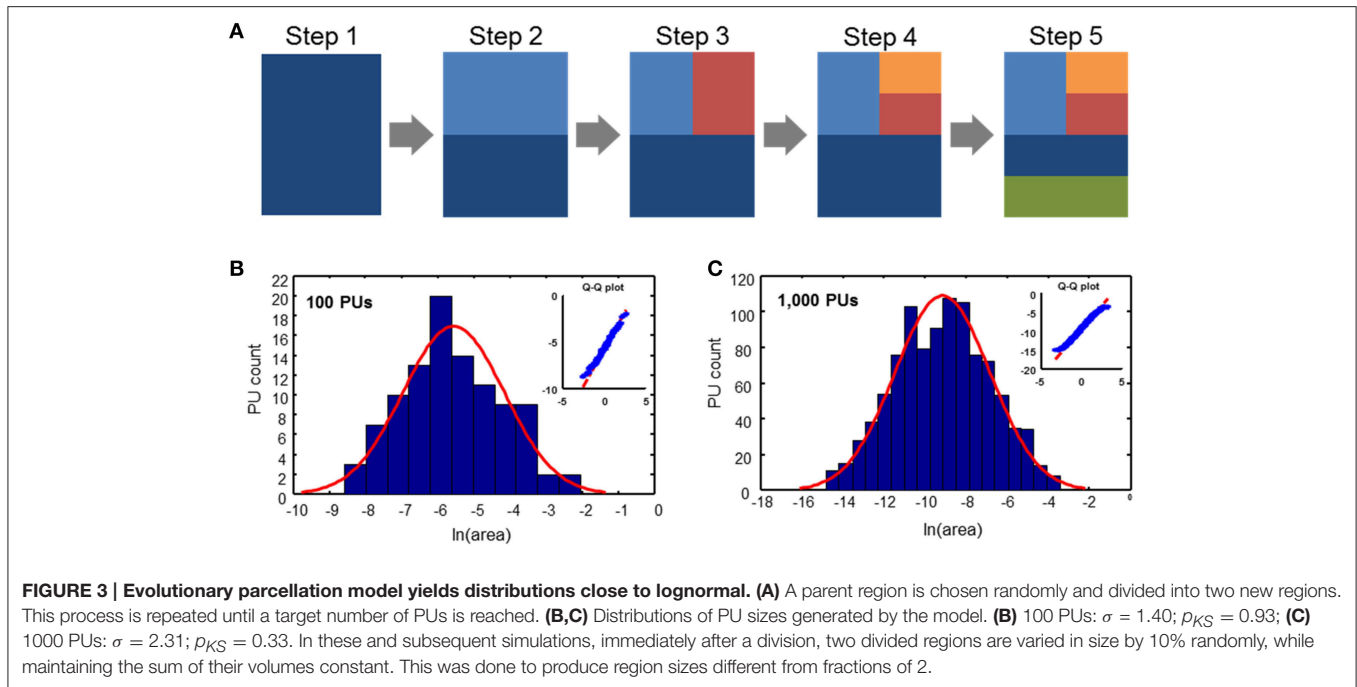 A
Step 1 Step 2 Step 3 Step 4 Step 5
B
100 PUs
Q-Q plot
0
-5
-10
-5 0 5
PU count
22
20
18
16
14
12
10
8
6
4
2
0
-10 -9 -8 -7 -6 -5 -4 -3 -2 -1 0
ln(area)
C
1,000 PUs
Q-Q plot
0
-5
-10
-15
-20
-5 0 5
PU count
120
100
80
60
40
20
0
-18 -16 -14 -12 -10 -8 -6 -4 -2 0
ln(area)
FIGURE 3 | Evolutionary parcellation model yields distributions close to lognormal. (A) A parent region is chosen randomly and divided into two new regions.
This process is repeated until a target number of PUs is reached. (B,C) Distributions of PU sizes generated by the model. (B) 100 PUs: σ = 1.40; pKS = 0.93; (C)
1000 PUs: σ = 2.31; pKS = 0.33. In these and subsequent simulations, immediately after a division, two divided regions are varied in size by 10% randomly, while
maintaining the sum of their volumes constant. This was done to produce region sizes different from fractions of 2.